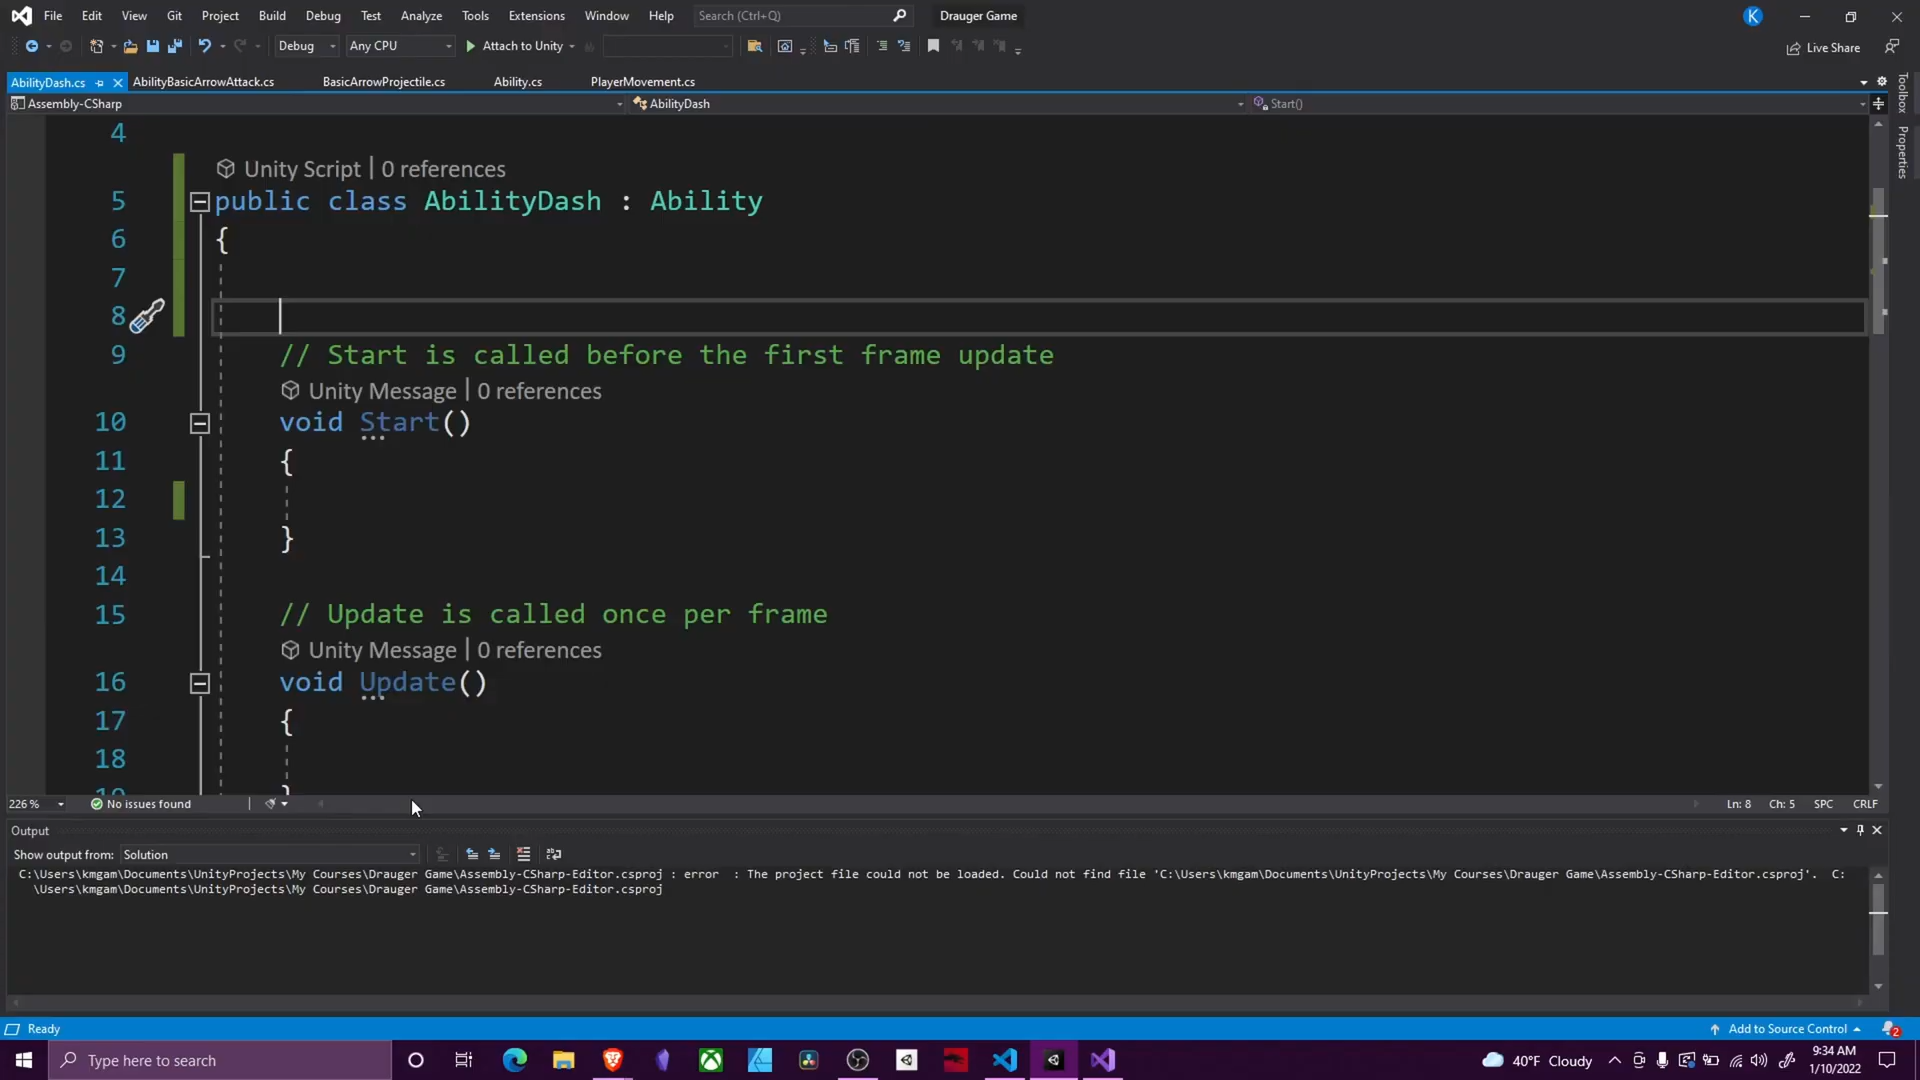 File Edit View Git Project Build Debug Test Analyze Tools Extensions Window Help Search (Ctrl+Q) Drauger Game K
Debug Any CPU Attach to Unity Live Share
AbilityDash.cs AbilityBasicArrowAttack.cs BasicArrowProjectile.cs Ability.cs PlayerMovement.cs
Assembly-CSharp AbilityDash Start()
Toolbox
Properties
4
Unity Script | 0 references
5 public class AbilityDash : Ability
6 {
7
8
9 // Start is called before the first frame update
Unity Message | 0 references
10 void Start()
11 {
12
13 }
14
15 // Update is called once per frame
Unity Message | 0 references
16 void Update()
17 {
18
19 }
226 % No issues found Ln: 8 Ch: 5 SPC CRLF
Output
Show output from: Solution
C:\Users\kmgam\Documents\UnityProjects\My Courses\Drauger Game\Assembly-CSharp-Editor.csproj : error  : The project file could not be loaded. Could not find file 'C:\Users\kmgam\Documents\UnityProjects\My Courses\Drauger Game\Assembly-CSharp-Editor.csproj'.  C:
\Users\kmgam\Documents\UnityProjects\My Courses\Drauger Game\Assembly-CSharp-Editor.csproj
Ready Add to Source Control 2
Type here to search 40°F Cloudy 9:34 AM
1/10/2022